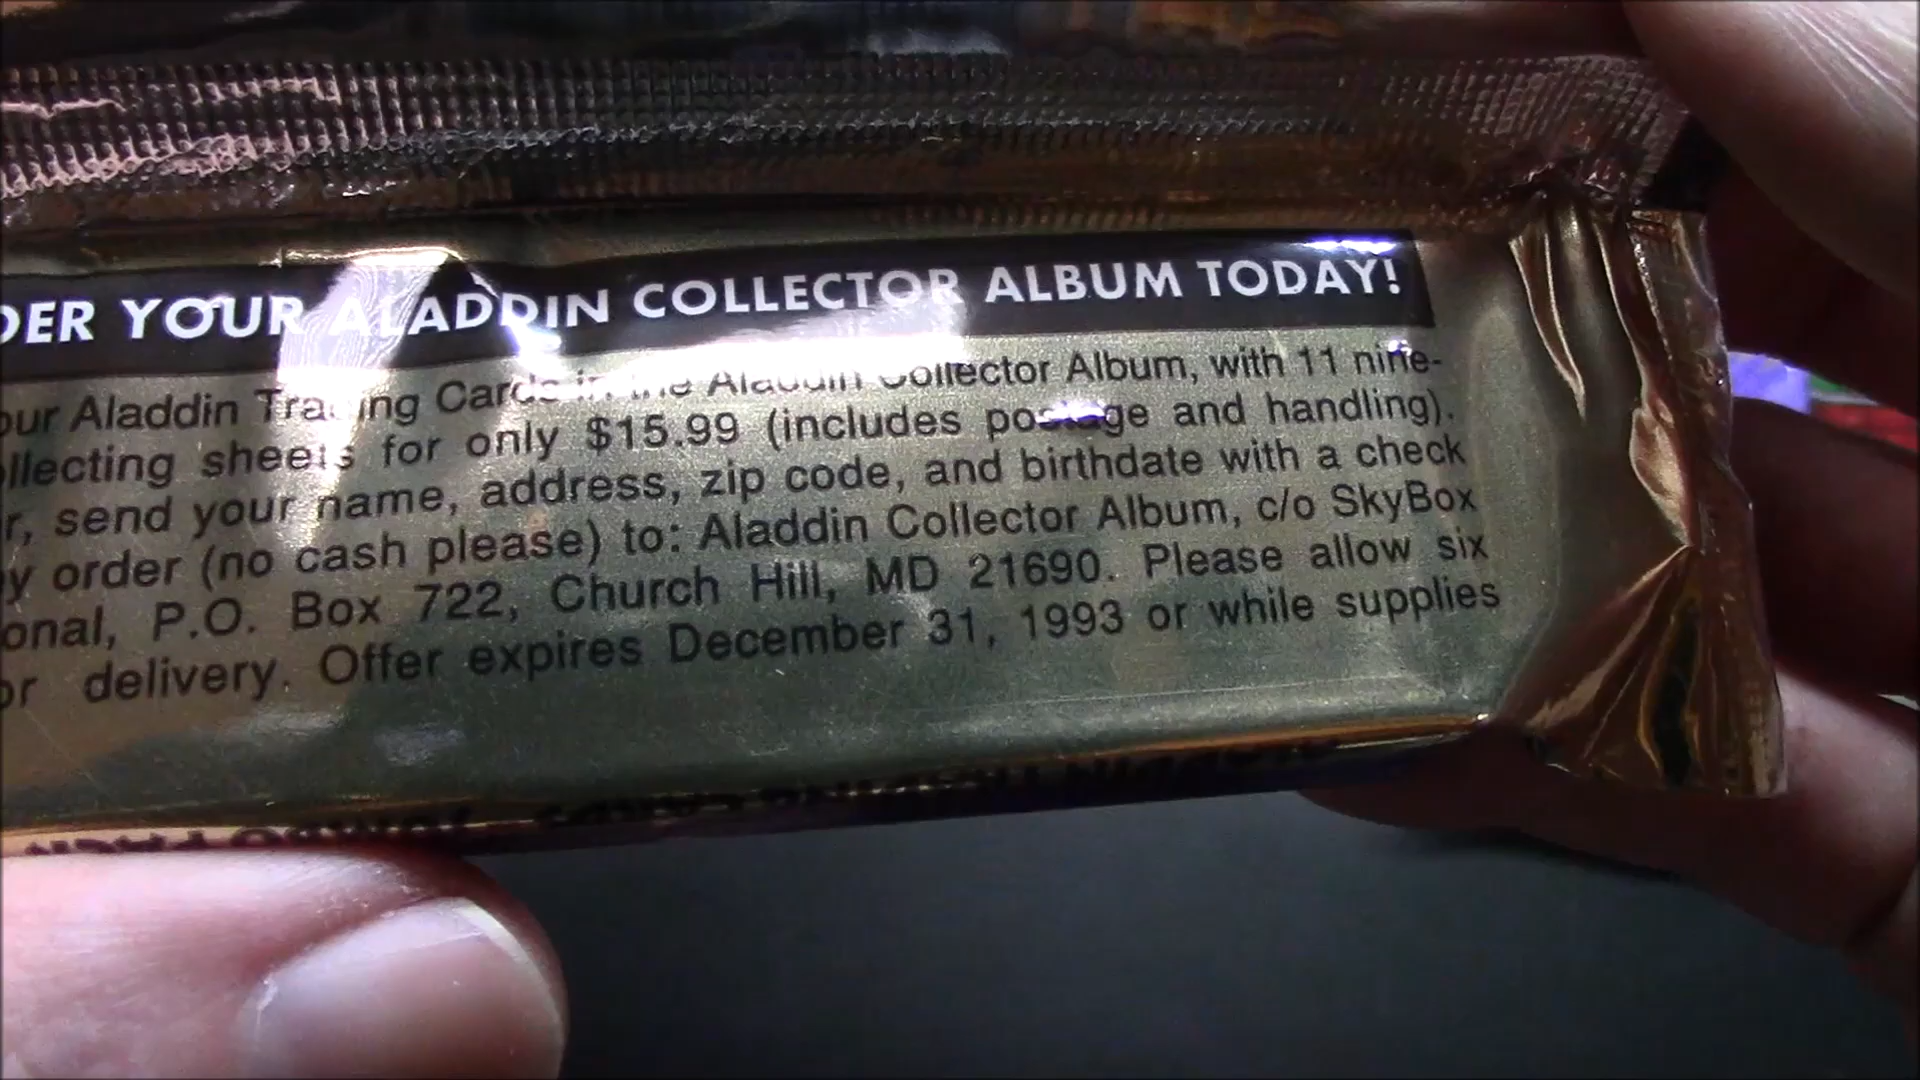 DER YOUR ALADDIN COLLECTOR ALBUM TODAY!
our Aladdin Trading Cards in the Aladdin Collector Album, with 11 nine-
llecting sheets for only $15.99 (includes postage and handling).
r, send your name, address, zip code, and birthdate with a check
y order (no cash please) to: Aladdin Collector Album, c/o SkyBox
onal, P.O. Box 722, Church Hill, MD 21690. Please allow six
or delivery. Offer expires December 31, 1993 or while supplies